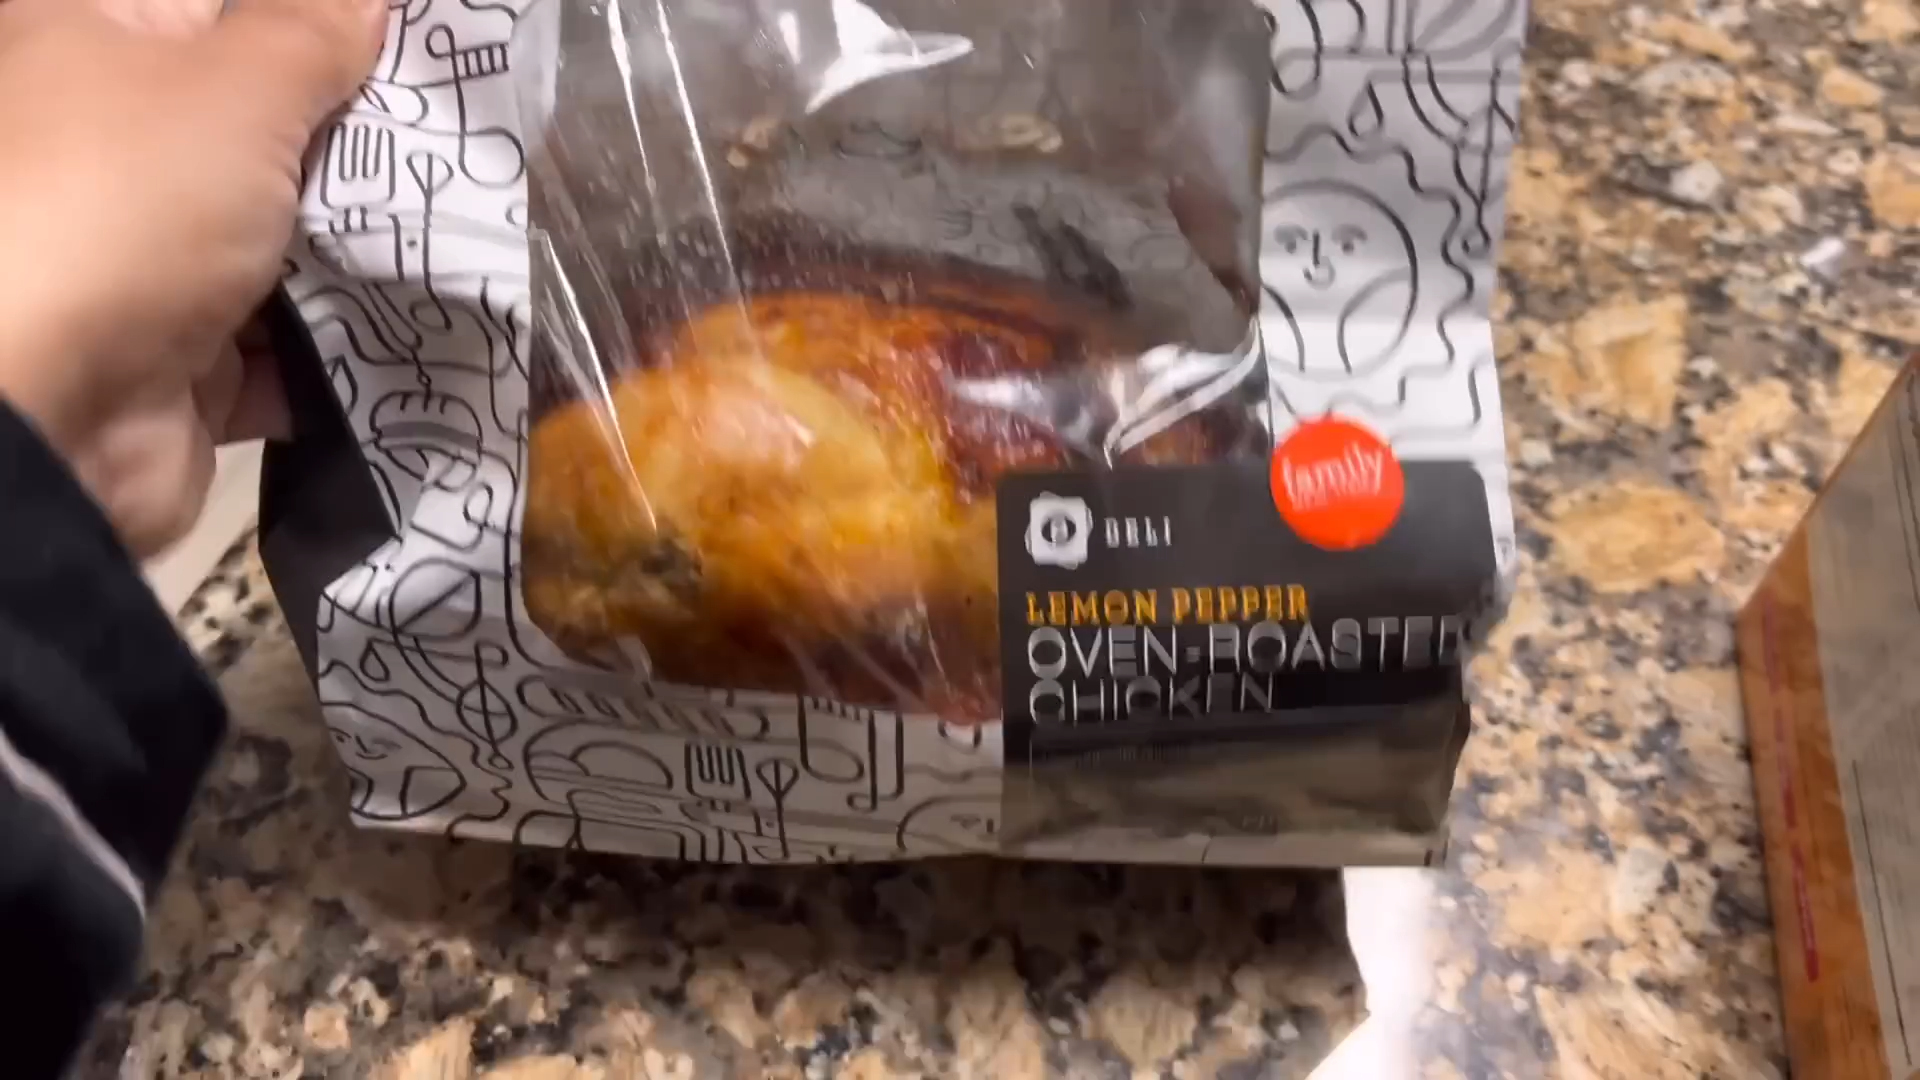 family
DELI
LEMON PEPPER
OVEN-ROASTED
CHICKEN